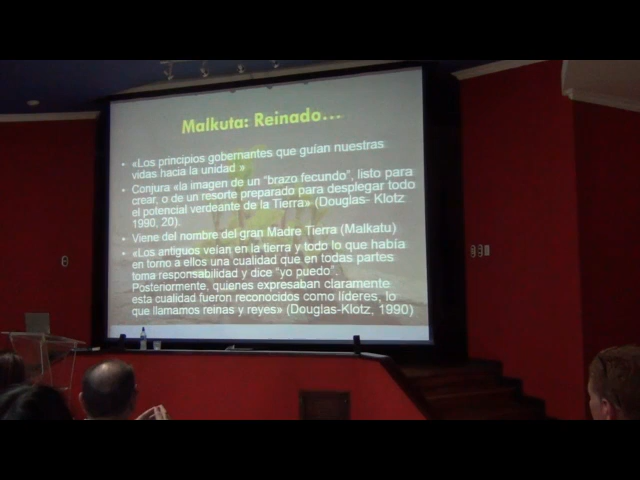 Malkuta: Reinado...
• «Los principios gobernantes que guían nuestras
vidas hacia la unidad »
• Conjura «la imagen de un "brazo fecundo", listo para
crear, o de un resorte preparado para desplegar todo
el potencial verdeante de la Tierra» (Douglas- Klotz
1990, 20).
• Viene del nombre del gran Madre Tierra (Malkatu)
• «Los antiguos veían en la tierra y todo lo que había
en torno a ellos una cualidad que en todas partes
toma responsabilidad y dice "yo puedo".
Posteriormente, quienes expresaban claramente
esta cualidad fueron reconocidos como líderes, lo
que llamamos reinas y reyes» (Douglas-Klotz, 1990)